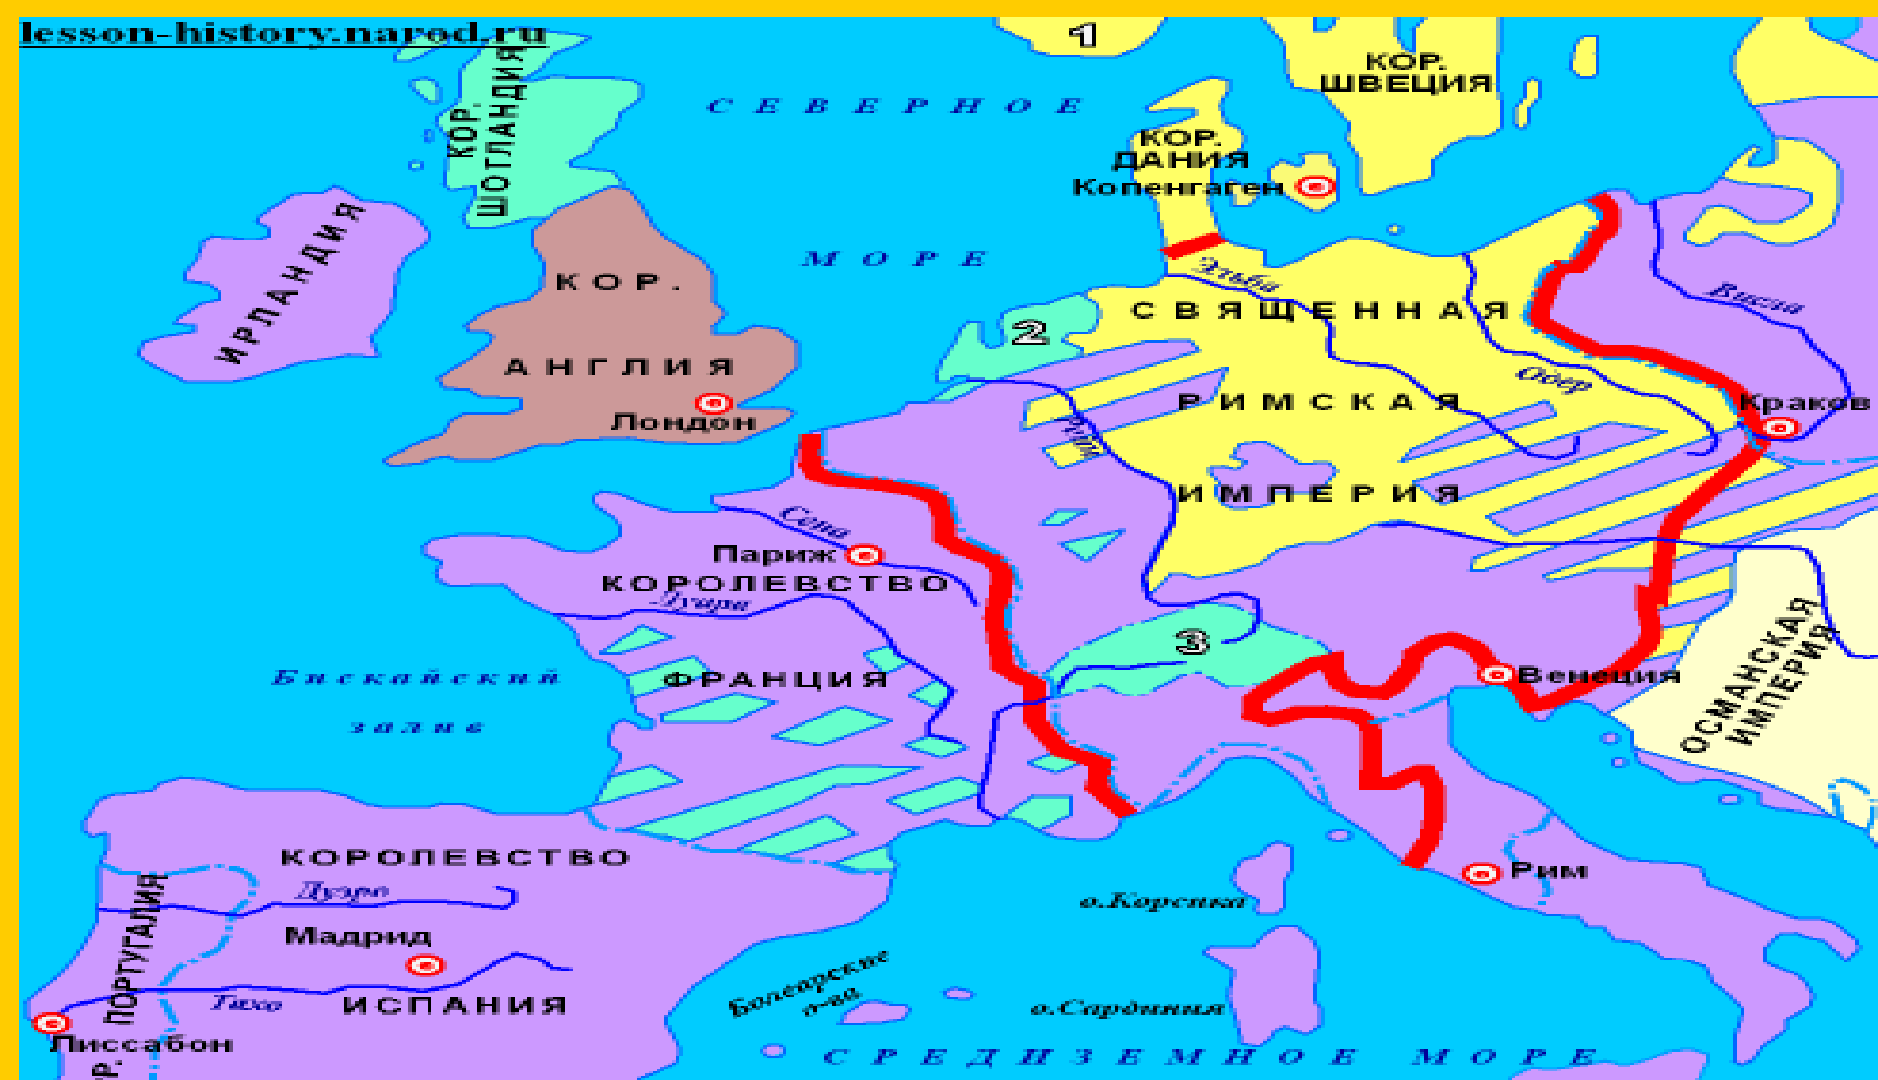 lesson-history.narod.ru
1
КОР.
ШВЕЦИЯ
КОР.
ШОТЛАНДИЯ
СЕВЕРНОЕ
МОРЕ
КОР.
ДАНИЯ
Копенгаген
ИРЛАНДИЯ
КОР.
АНГЛИЯ
Лондон
2
Эльба
СВЯЩЕННАЯ
РИМСКАЯ
ИМПЕРИЯ
Висла
Одер
Краков
Рейн
Сена
Париж
КОРОЛЕВСТВО
Луара
ФРАНЦИЯ
3
Бискайский
залив
Венеция
ОСМАНСКАЯ
ИМПЕРИЯ
КОРОЛЕВСТВО
Дуэро
Мадрид
ИСПАНИЯ
Тахо
ПОРТУГАЛИЯ
Лиссабон
Рим
о.Корсика
о.Сардиния
Болеарские
о-ва
СРЕДИЗЕМНОЕ МОРЕ